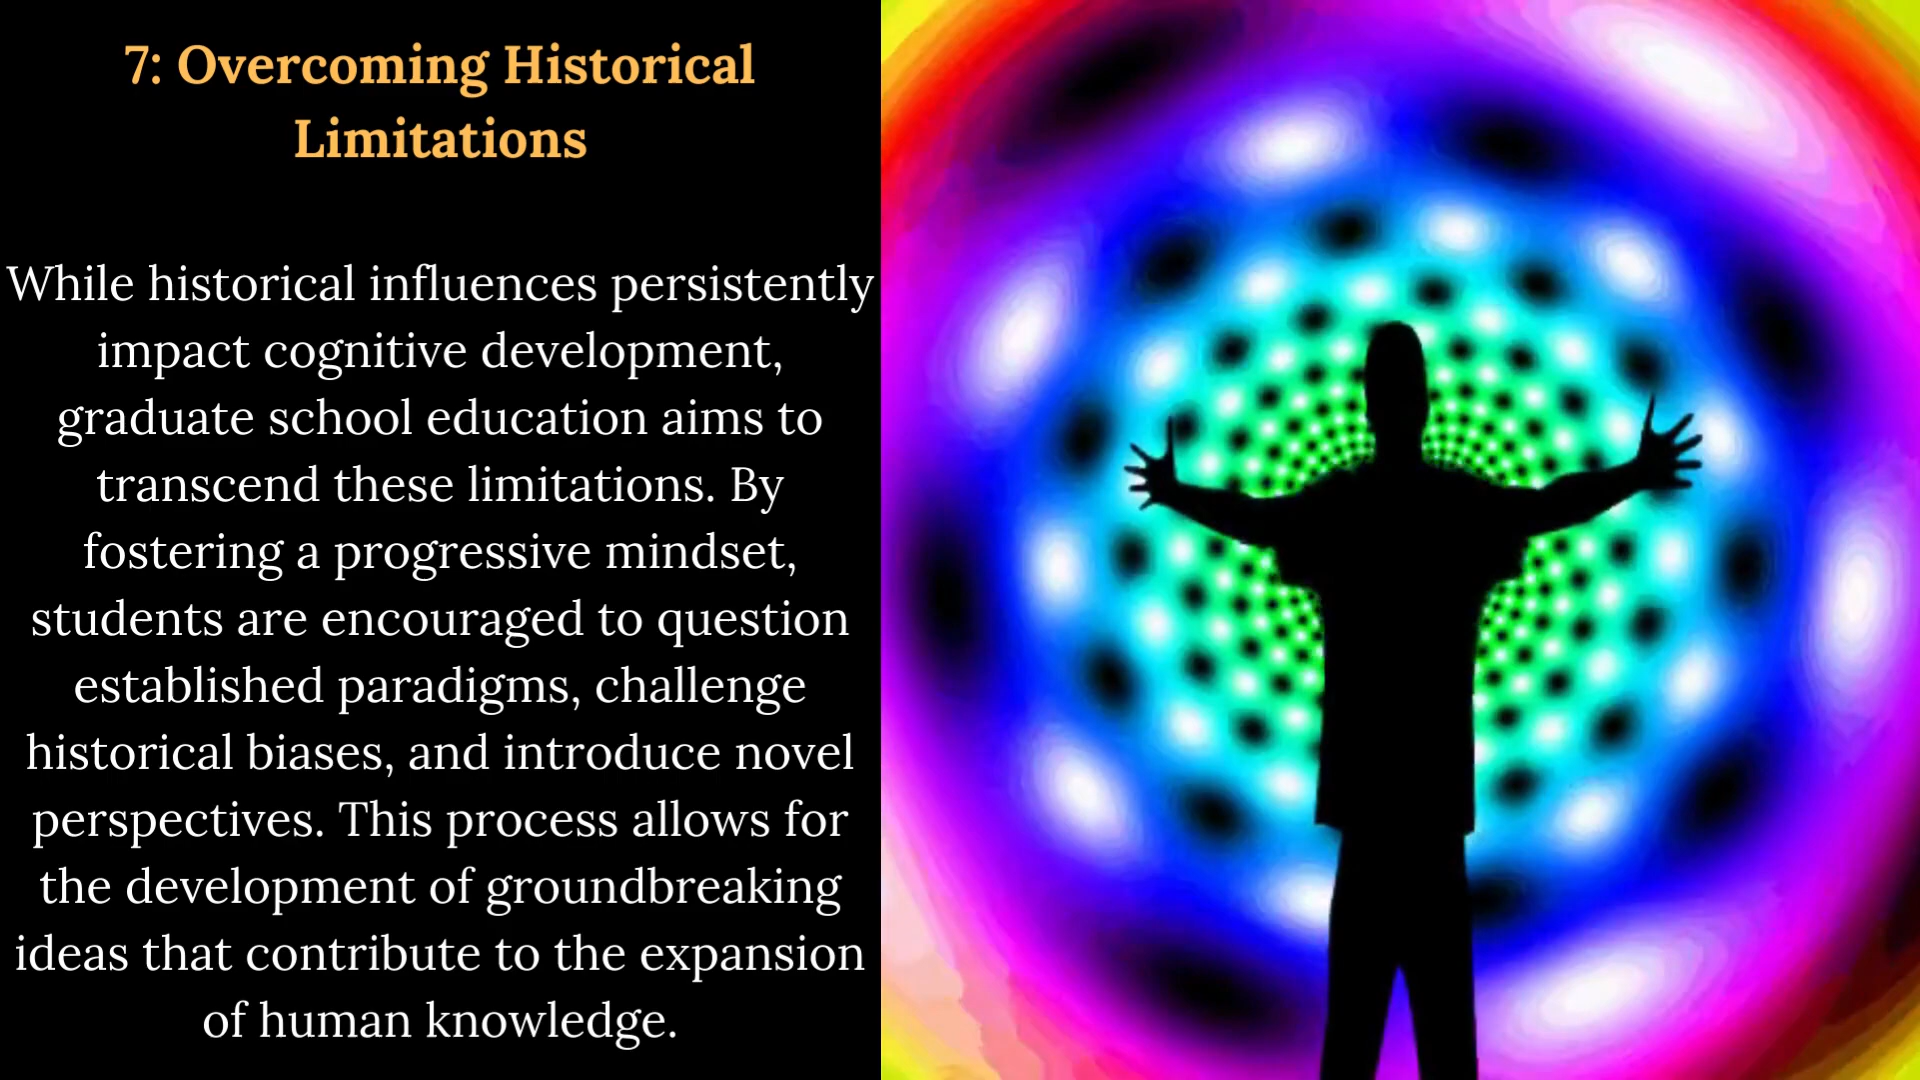 7: Overcoming Historical
Limitations
While historical influences persistently
impact cognitive development,
graduate school education aims to
transcend these limitations. By
fostering a progressive mindset,
students are encouraged to question
established paradigms, challenge
historical biases, and introduce novel
perspectives. This process allows for
the development of groundbreaking
ideas that contribute to the expansion
of human knowledge.